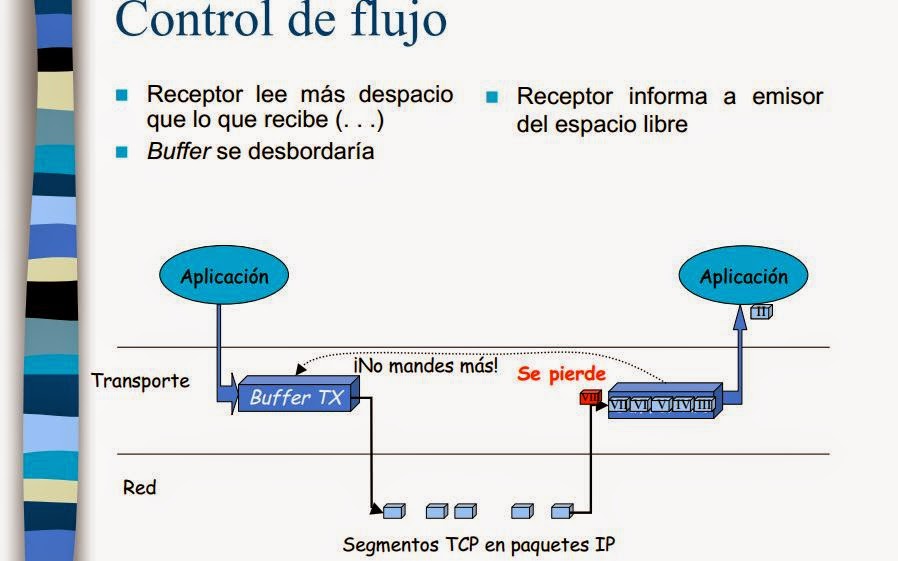 Control de flujo
Receptor lee más despacio
que lo que recibe (. . .)
Buffer se desbordaría
Receptor informa a emisor
del espacio libre
Aplicación
Aplicación
II
¡No mandes más!
Se pierde
Transporte
Buffer TX
VIII
VII VI V IV III
Red
Segmentos TCP en paquetes IP